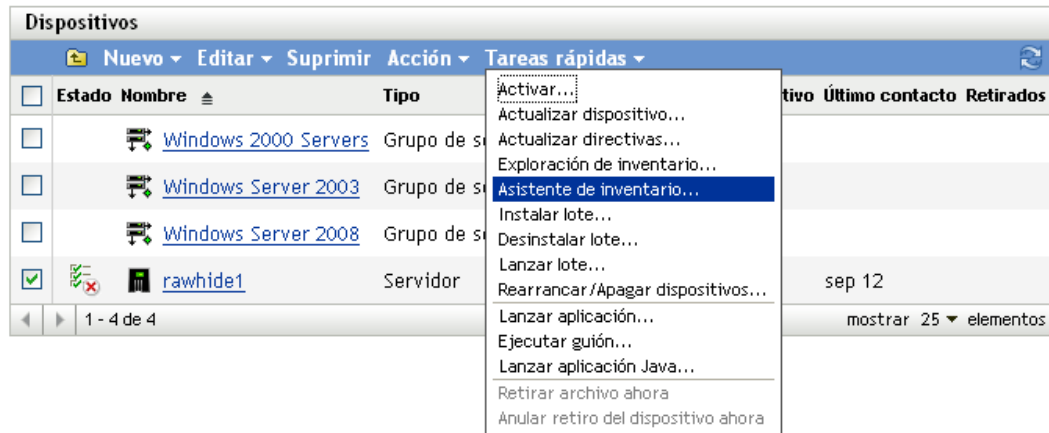 Dispositivos
Nuevo Editar Suprimir Acción Tareas rápidas
Estado Nombre Tipo tivo Último contacto Retirados
Activar...
Actualizar dispositivo...
Actualizar directivas...
Exploración de inventario...
Asistente de inventario...
Instalar lote...
Desinstalar lote...
Lanzar lote...
Rearrancar/Apagar dispositivos...
Lanzar aplicación...
Ejecutar guión...
Lanzar aplicación Java...
Retirar archivo ahora
Anular retiro del dispositivo ahora
Windows 2000 Servers Grupo de se
Windows Server 2003 Grupo de se
Windows Server 2008 Grupo de se
rawhide1 Servidor sep 12
1 - 4 de 4 mostrar 25 elementos